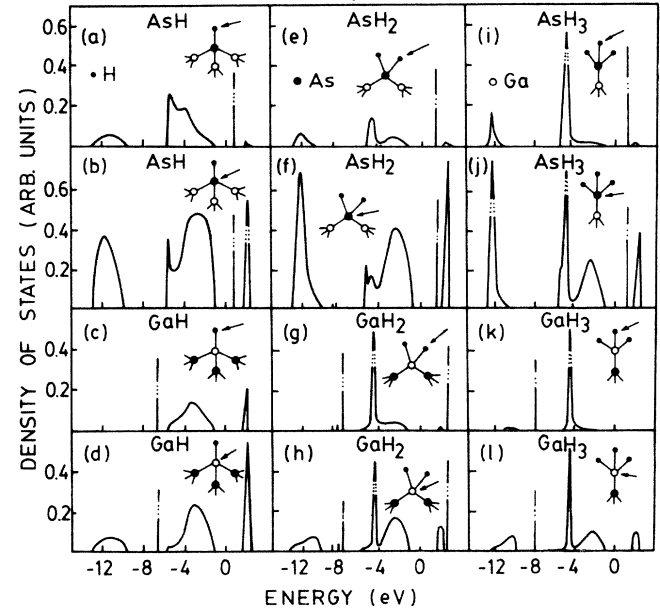 DENSITY OF STATES (ARB. UNITS)
0.6
0.4
0.2
(a) AsH
H
(e) AsH2
As
(i) AsH3
Ga
0.6
0.4
0.2
(b) AsH
(f) AsH2
(j) AsH3
0.4
0.2
(c) GaH
(g) GaH2
(k) GaH3
0.4
0.2
(d) GaH
(h) GaH2
(l) GaH3
-12 -8 -4 0 -12 -8 -4 0 -12 -8 -4 0
ENERGY (eV)